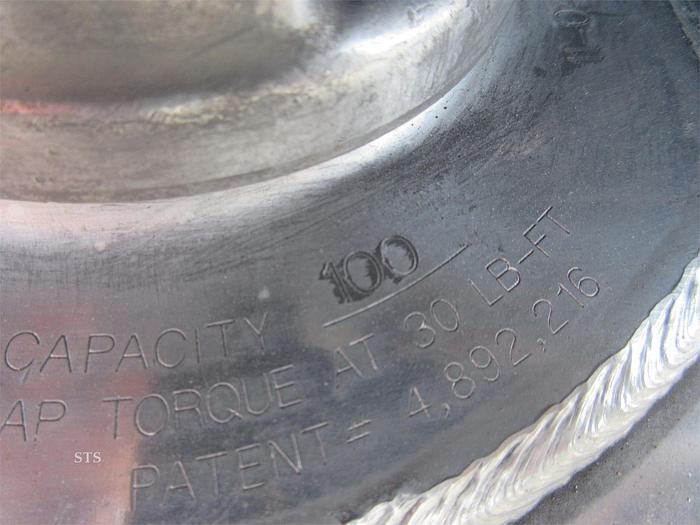 CAPACITY 100
AP TORQUE AT 30 LB-FT
PATENT# 4,892,216
STS